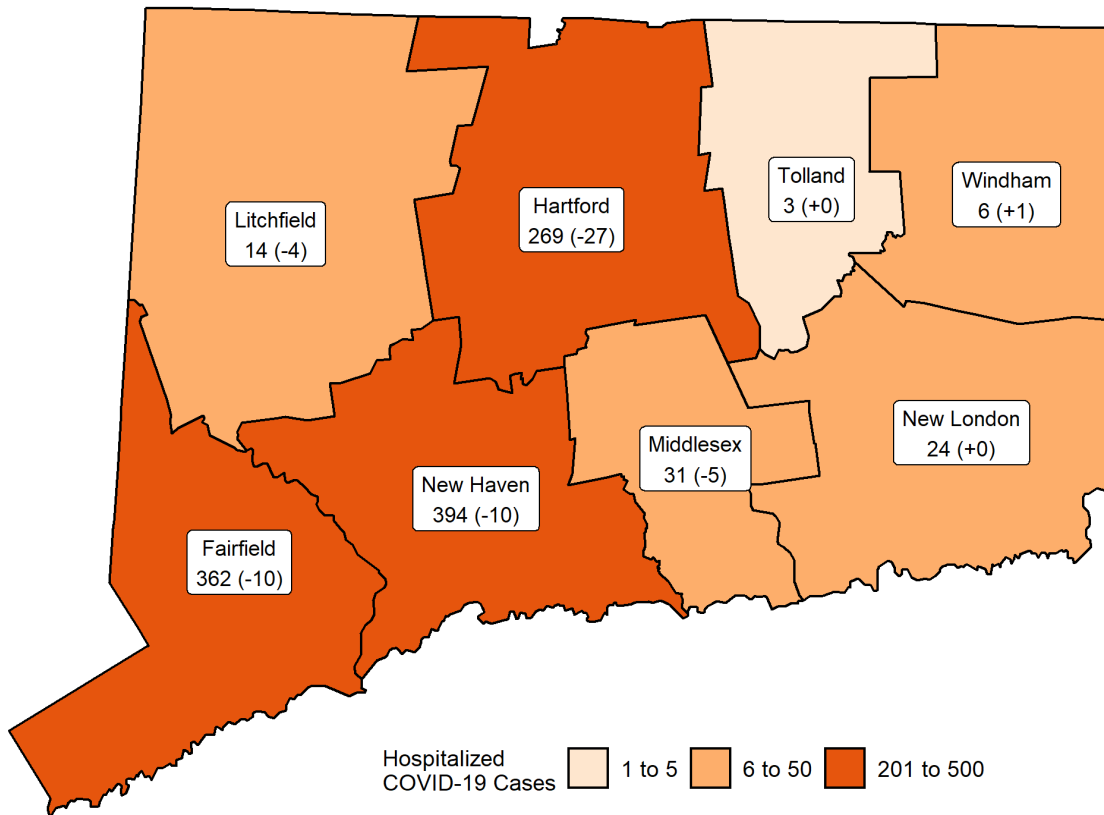 Tolland
3 (+0)
Windham
6 (+1)
Litchfield
14 (-4)
Hartford
269 (-27)
New London
24 (+0)
Middlesex
31 (-5)
New Haven
394 (-10)
Fairfield
362 (-10)
Hospitalized
COVID-19 Cases
1 to 5
6 to 50
201 to 500